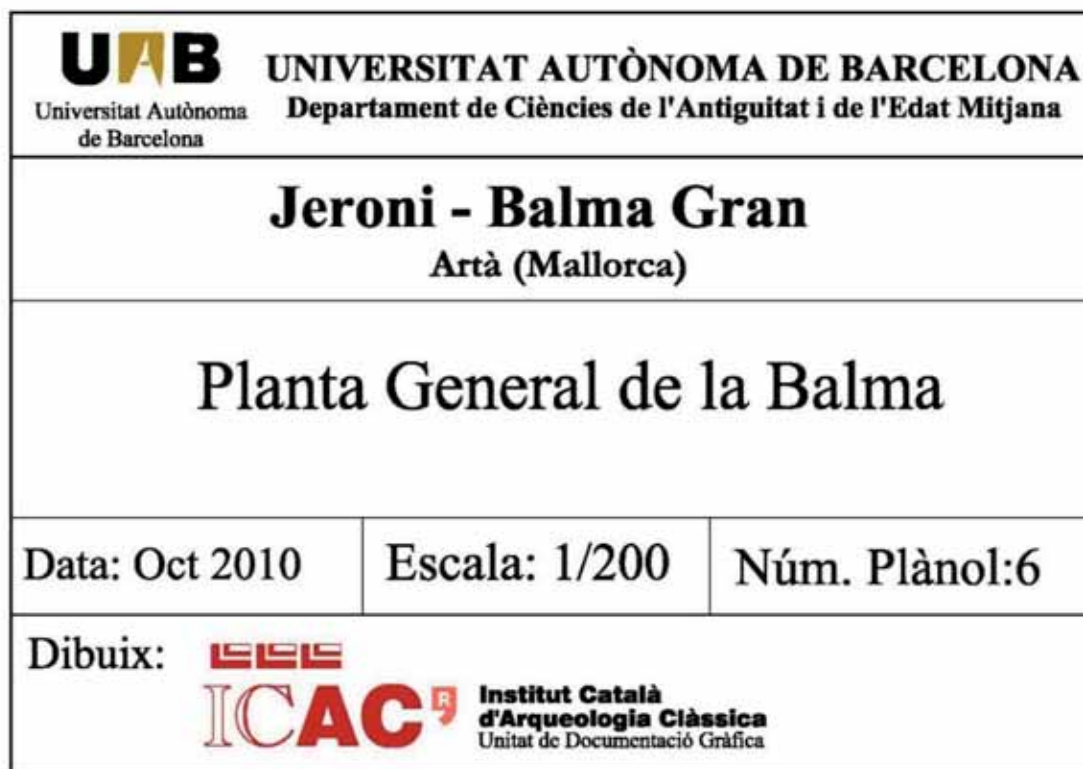 UAB
Universitat Autònoma
de Barcelona
UNIVERSITAT AUTÒNOMA DE BARCELONA
Departament de Ciències de l'Antiguitat i de l'Edat Mitjana
Jeroni - Balma Gran
Artà (Mallorca)
Planta General de la Balma
Data: Oct 2010
Escala: 1/200
Núm. Plànol:6
Dibuix:
ICAC R
Institut Català
d'Arqueologia Clàssica
Unitat de Documentació Gràfica